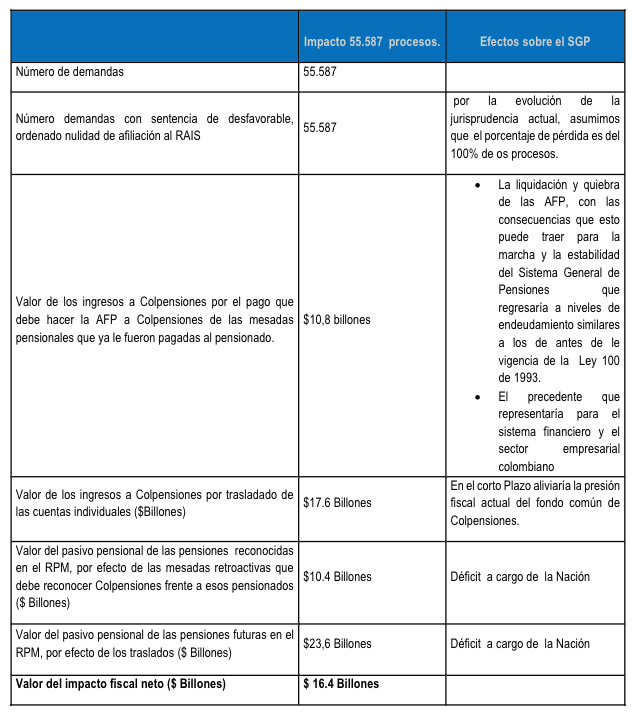 Impacto 55.587 procesos.
Efectos sobre el SGP
Número de demandas
55.587
Número demandas con sentencia de desfavorable,
ordenado nulidad de afiliación al RAIS
55.587
por la evolución de la
jurisprudencia actual, asumimos
que el porcentaje de pérdida es del
100% de os procesos.
Valor de los ingresos a Colpensiones por el pago que
debe hacer la AFP a Colpensiones de las mesadas
pensionales que ya le fueron pagadas al pensionado.
$10,8 billones
• La liquidación y quiebra
de las AFP, con las
consecuencias que esto
puede traer para la
marcha y la estabilidad
del Sistema General de
Pensiones que
regresaría a niveles de
endeudamiento similares
a los de antes de le
vigencia de la Ley 100
de 1993.
• El precedente que
representaría para el
sistema financiero y el
sector empresarial
colombiano
Valor de los ingresos a Colpensiones por trasladado de
las cuentas individuales ($Billones)
$17.6 Billones
En el corto Plazo aliviaría la presión
fiscal actual del fondo común de
Colpensiones.
Valor del pasivo pensional de las pensiones reconocidas
en el RPM, por efecto de las mesadas retroactivas que
debe reconocer Colpensiones frente a esos pensionados
($ Billones)
$10.4 Billones
Déficit a cargo de la Nación
Valor del pasivo pensional de las pensiones futuras en el
RPM, por efecto de los traslados ($ Billones)
$23,6 Billones
Déficit a cargo de la Nación
Valor del impacto fiscal neto ($ Billones)
$ 16.4 Billones